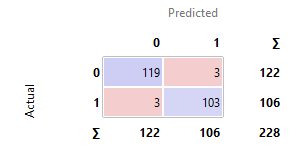 Predicted
0 1 ∑
Actual
0 119 3 122
1 3 103 106
∑ 122 106 228